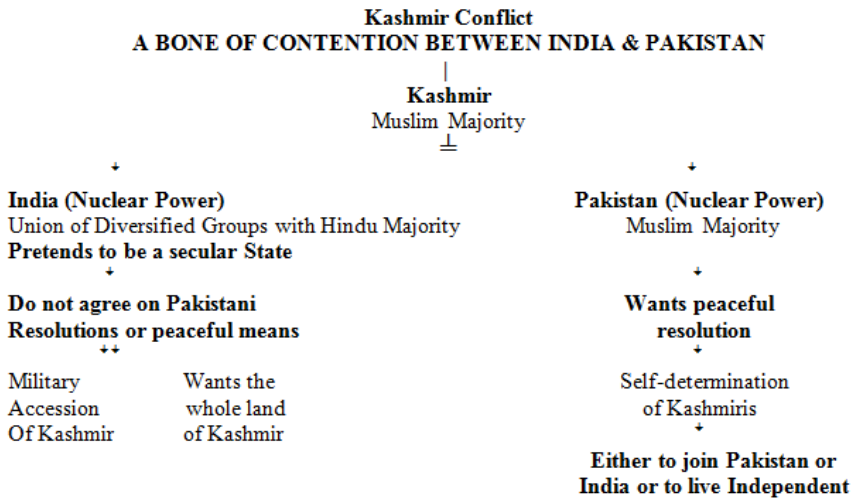 Kashmir Conflict
A BONE OF CONTENTION BETWEEN INDIA & PAKISTAN
Kashmir
Muslim Majority
India (Nuclear Power)
Union of Diversified Groups with Hindu Majority
Pretends to be a secular State
Do not agree on Pakistani
Resolutions or peaceful means
Military
Accession
Of Kashmir
Wants the
whole land
of Kashmir
Pakistan (Nuclear Power)
Muslim Majority
Wants peaceful
resolution
Self-determination
of Kashmiris
Either to join Pakistan or
India or to live Independent